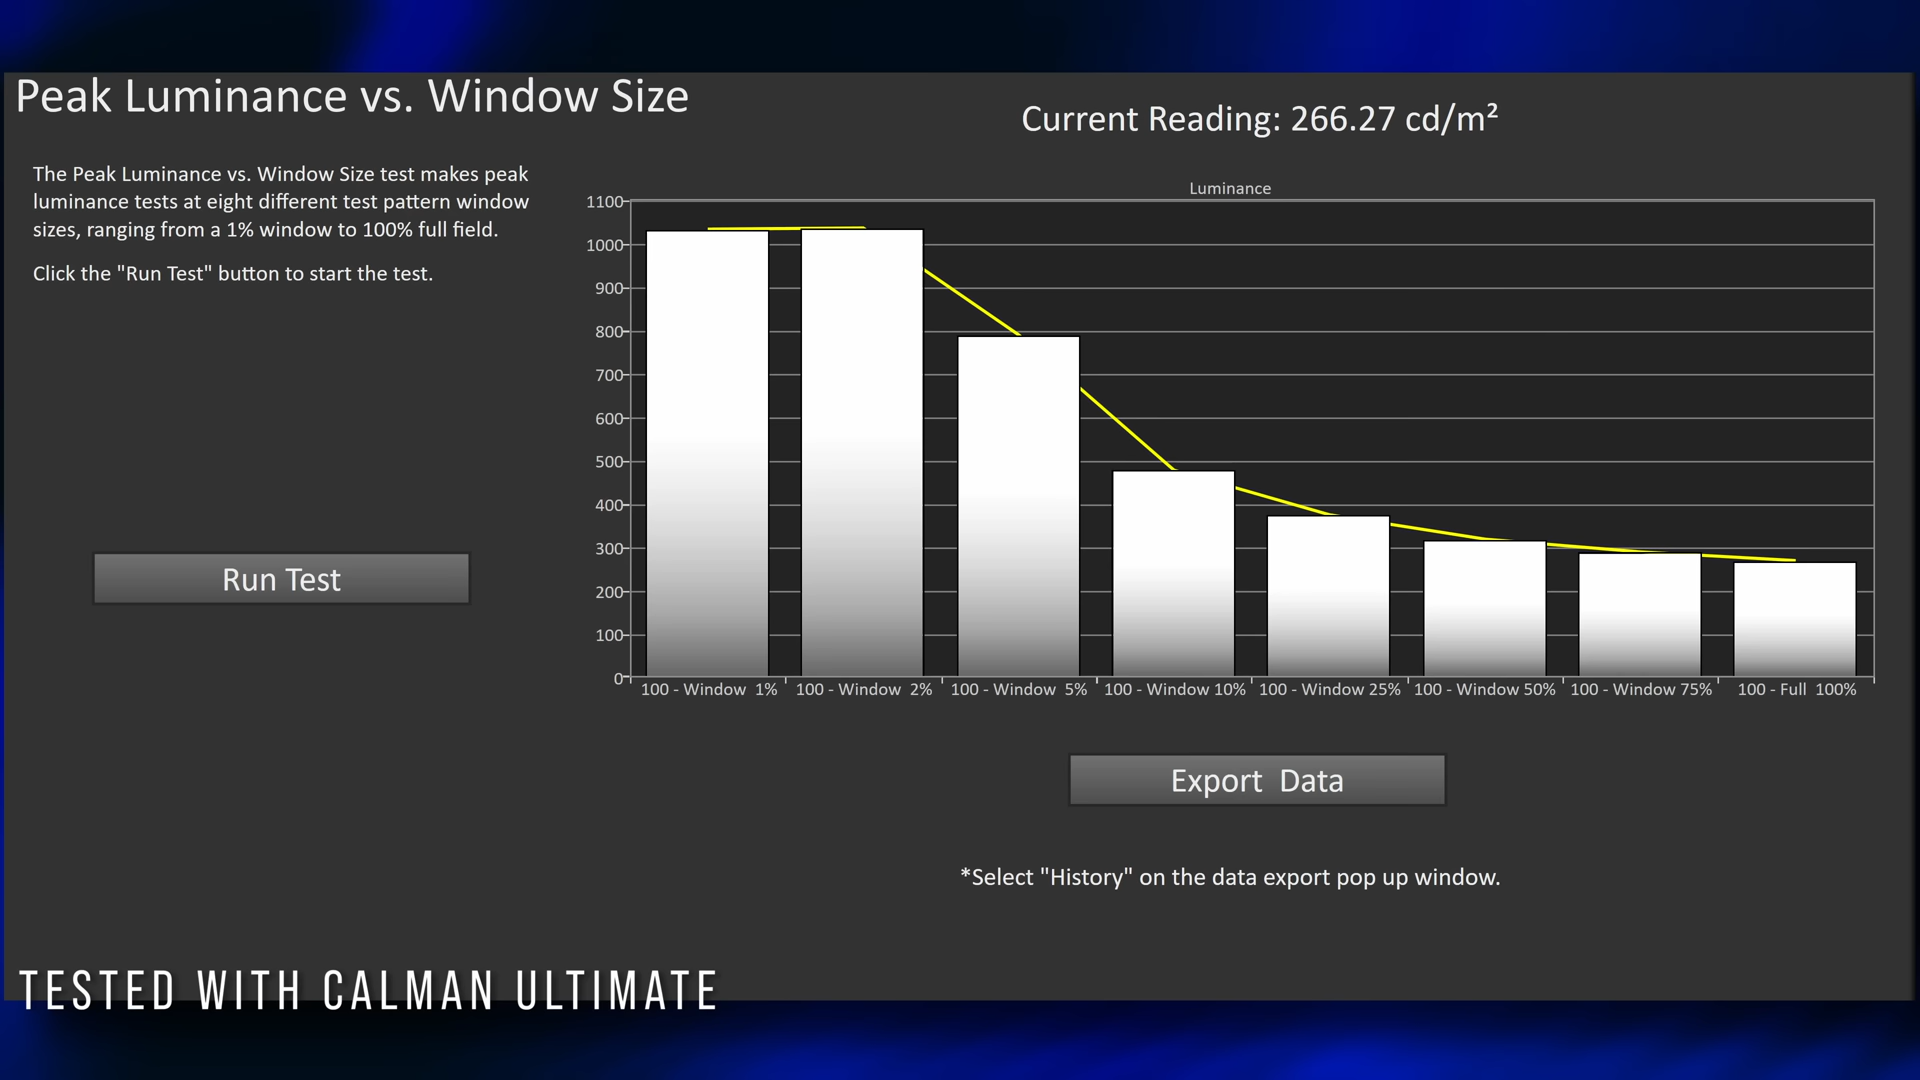 Peak Luminance vs. Window Size
Current Reading: 266.27 cd/m²
The Peak Luminance vs. Window Size test makes peak
luminance tests at eight different test pattern window
sizes, ranging from a 1% window to 100% full field.
Click the "Run Test" button to start the test.
Run Test
Luminance
1100
1000
900
800
700
600
500
400
300
200
100
0
100 - Window 1% 100 - Window 2% 100 - Window 5% 100 - Window 10% 100 - Window 25% 100 - Window 50% 100 - Window 75% 100 - Full 100%
Export Data
*Select "History" on the data export pop up window.
TESTED WITH CALMAN ULTIMATE